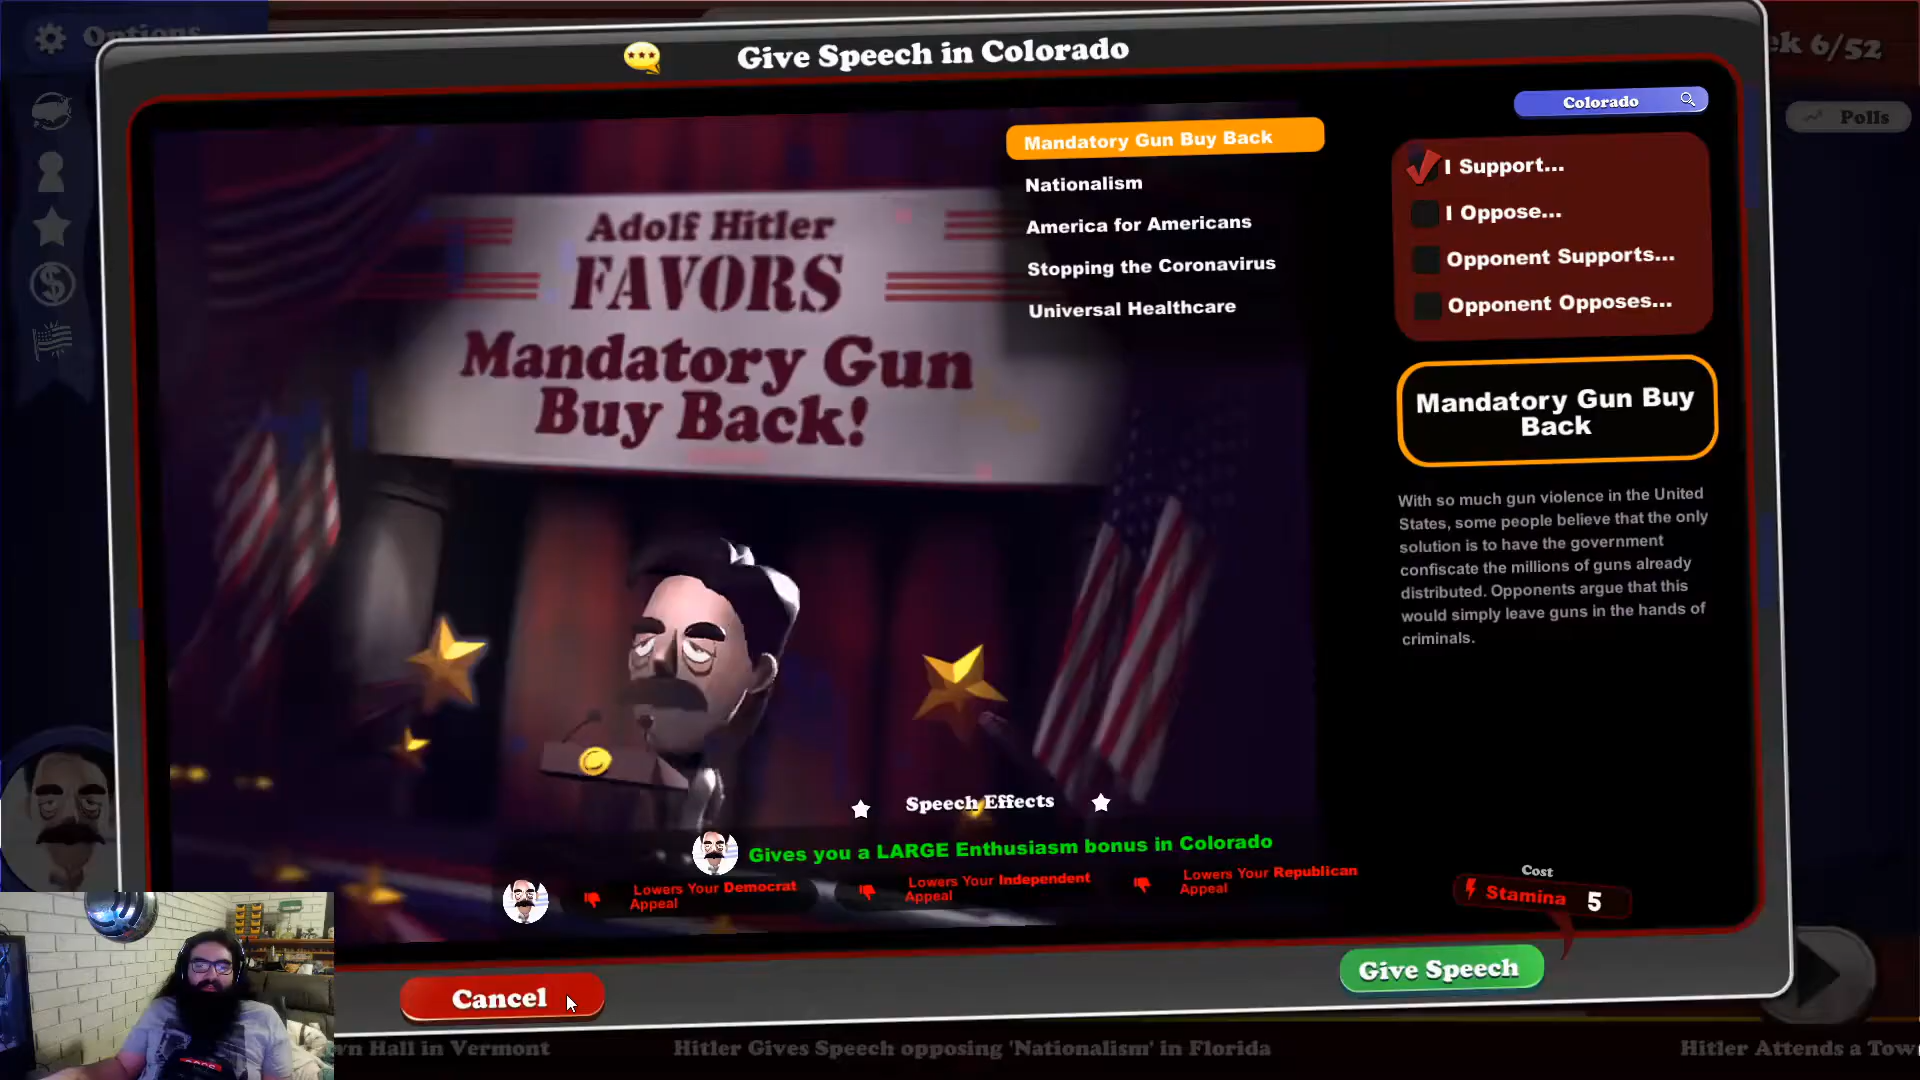 Options
Give Speech in Colorado
ek 6/52
Colorado
Polls
Mandatory Gun Buy Back
Nationalism
America for Americans
Stopping the Coronavirus
Universal Healthcare
I Support...
I Oppose...
Opponent Supports...
Opponent Opposes...
Adolf Hitler
FAVORS
Mandatory Gun
Buy Back!
Mandatory Gun Buy
Back
With so much gun violence in the United
States, some people believe that the only
solution is to have the government
confiscate the millions of guns already
distributed. Opponents argue that this
would simply leave guns in the hands of
criminals.
Speech Effects
Gives you a LARGE Enthusiasm bonus in Colorado
Lowers Your Democrat
Appeal
Lowers Your Independent
Appeal
Lowers Your Republican
Appeal
Cost
Stamina 5
Cancel
Give Speech
wn Hall in Vermont
Hitler Gives Speech opposing 'Nationalism' in Florida
Hitler Attends a Tow